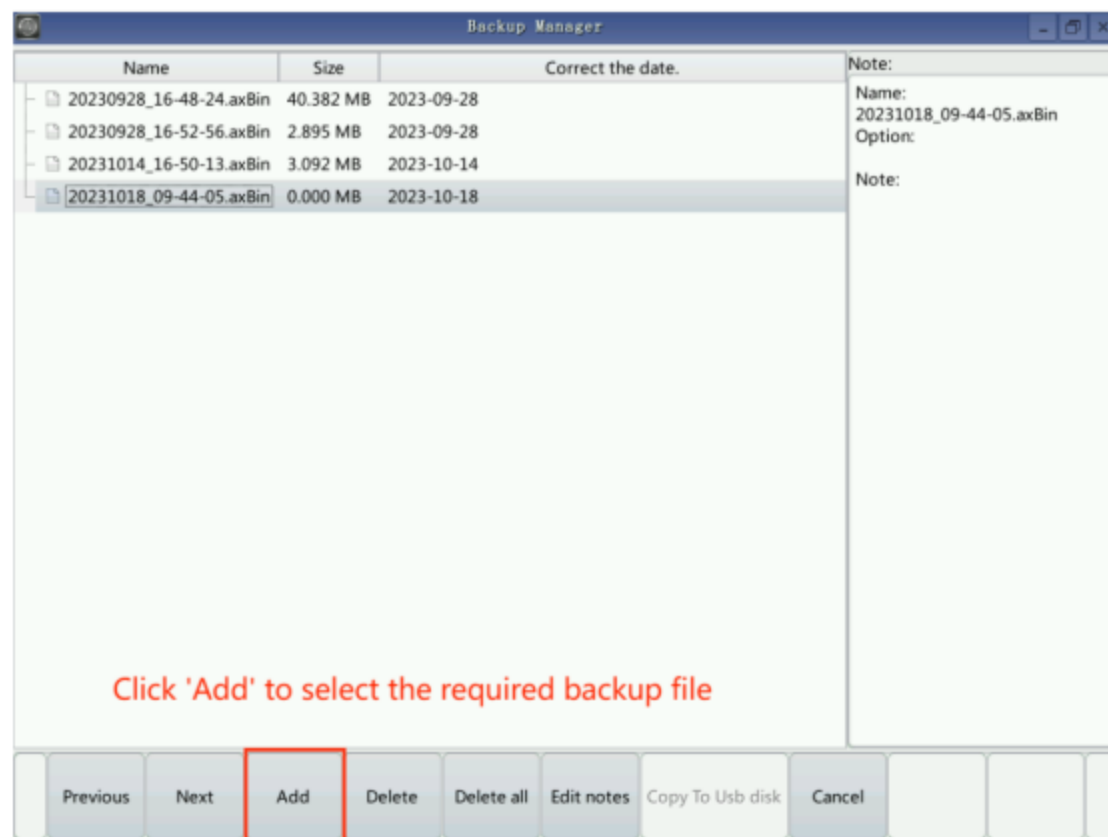 Backup Manager
Name Size Correct the date.
20230928_16-48-24.axBin 40.382 MB 2023-09-28
20230928_16-52-56.axBin 2.895 MB 2023-09-28
20231014_16-50-13.axBin 3.092 MB 2023-10-14
20231018_09-44-05.axBin 0.000 MB 2023-10-18
Note:
Name:
20231018_09-44-05.axBin
Option:
Note:
Click 'Add' to select the required backup file
Previous Next Add Delete Delete all Edit notes Copy To Usb disk Cancel